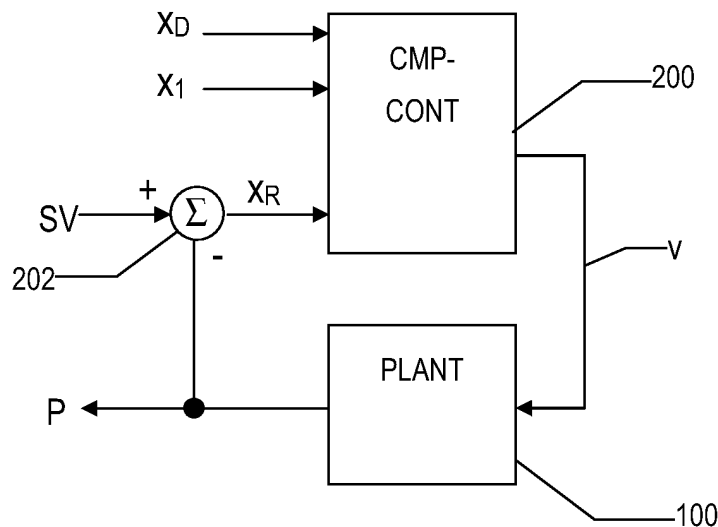 XD
X1
CMP-
CONT
200
+
XR
SV
Σ
202
-
V
PLANT
P
100